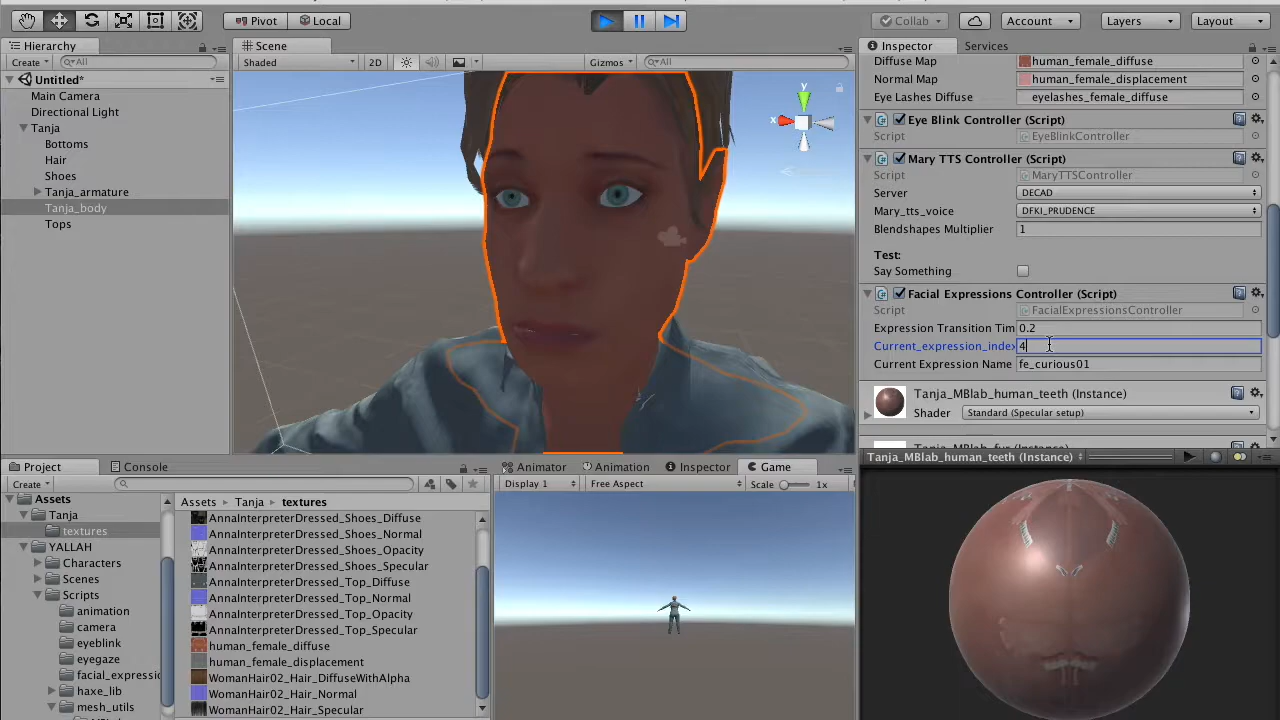 Pivot
Local
Collab
Account
Layers
Layout
Hierarchy
Create
All
Untitled*
Main Camera
Directional Light
Tanja
Bottoms
Hair
Shoes
Tanja_armature
Tanja_body
Tops
Scene
Shaded
2D
Gizmos
All
y
x
Inspector
Services
Diffuse Map
human_female_diffuse
Normal Map
human_female_displacement
Eye Lashes Diffuse
eyelashes_female_diffuse
Eye Blink Controller (Script)
Script
EyeBlinkController
Mary TTS Controller (Script)
Script
MaryTTSController
Server
DECAD
Mary_tts_voice
DFKI_PRUDENCE
Blendshapes Multiplier
1
Test:
Say Something
Facial Expressions Controller (Script)
Script
FacialExpressionsController
Expression Transition Tim
0.2
Current_expression_index
4
Current Expression Name
fe_curious01
Tanja_MBlab_human_teeth (Instance)
Shader
Standard (Specular setup)
Tanja_MBlab_fur (Instance)
Tanja_MBlab_human_teeth (Instance)
Project
Console
Create
Assets
Tanja
textures
YALLAH
Characters
Scenes
Scripts
animation
camera
eyeblink
eyegaze
facial_expressio
haxe_lib
mesh_utils
Assets
Tanja
textures
AnnaInterpreterDressed_Shoes_Diffuse
AnnaInterpreterDressed_Shoes_Normal
AnnaInterpreterDressed_Shoes_Opacity
AnnaInterpreterDressed_Shoes_Specular
AnnaInterpreterDressed_Top_Diffuse
AnnaInterpreterDressed_Top_Normal
AnnaInterpreterDressed_Top_Opacity
AnnaInterpreterDressed_Top_Specular
human_female_diffuse
human_female_displacement
WomanHair02_Hair_DiffuseWithAlpha
WomanHair02_Hair_Normal
WomanHair02_Hair_Specular
Animator
Animation
Inspector
Game
Display 1
Free Aspect
Scale
1x